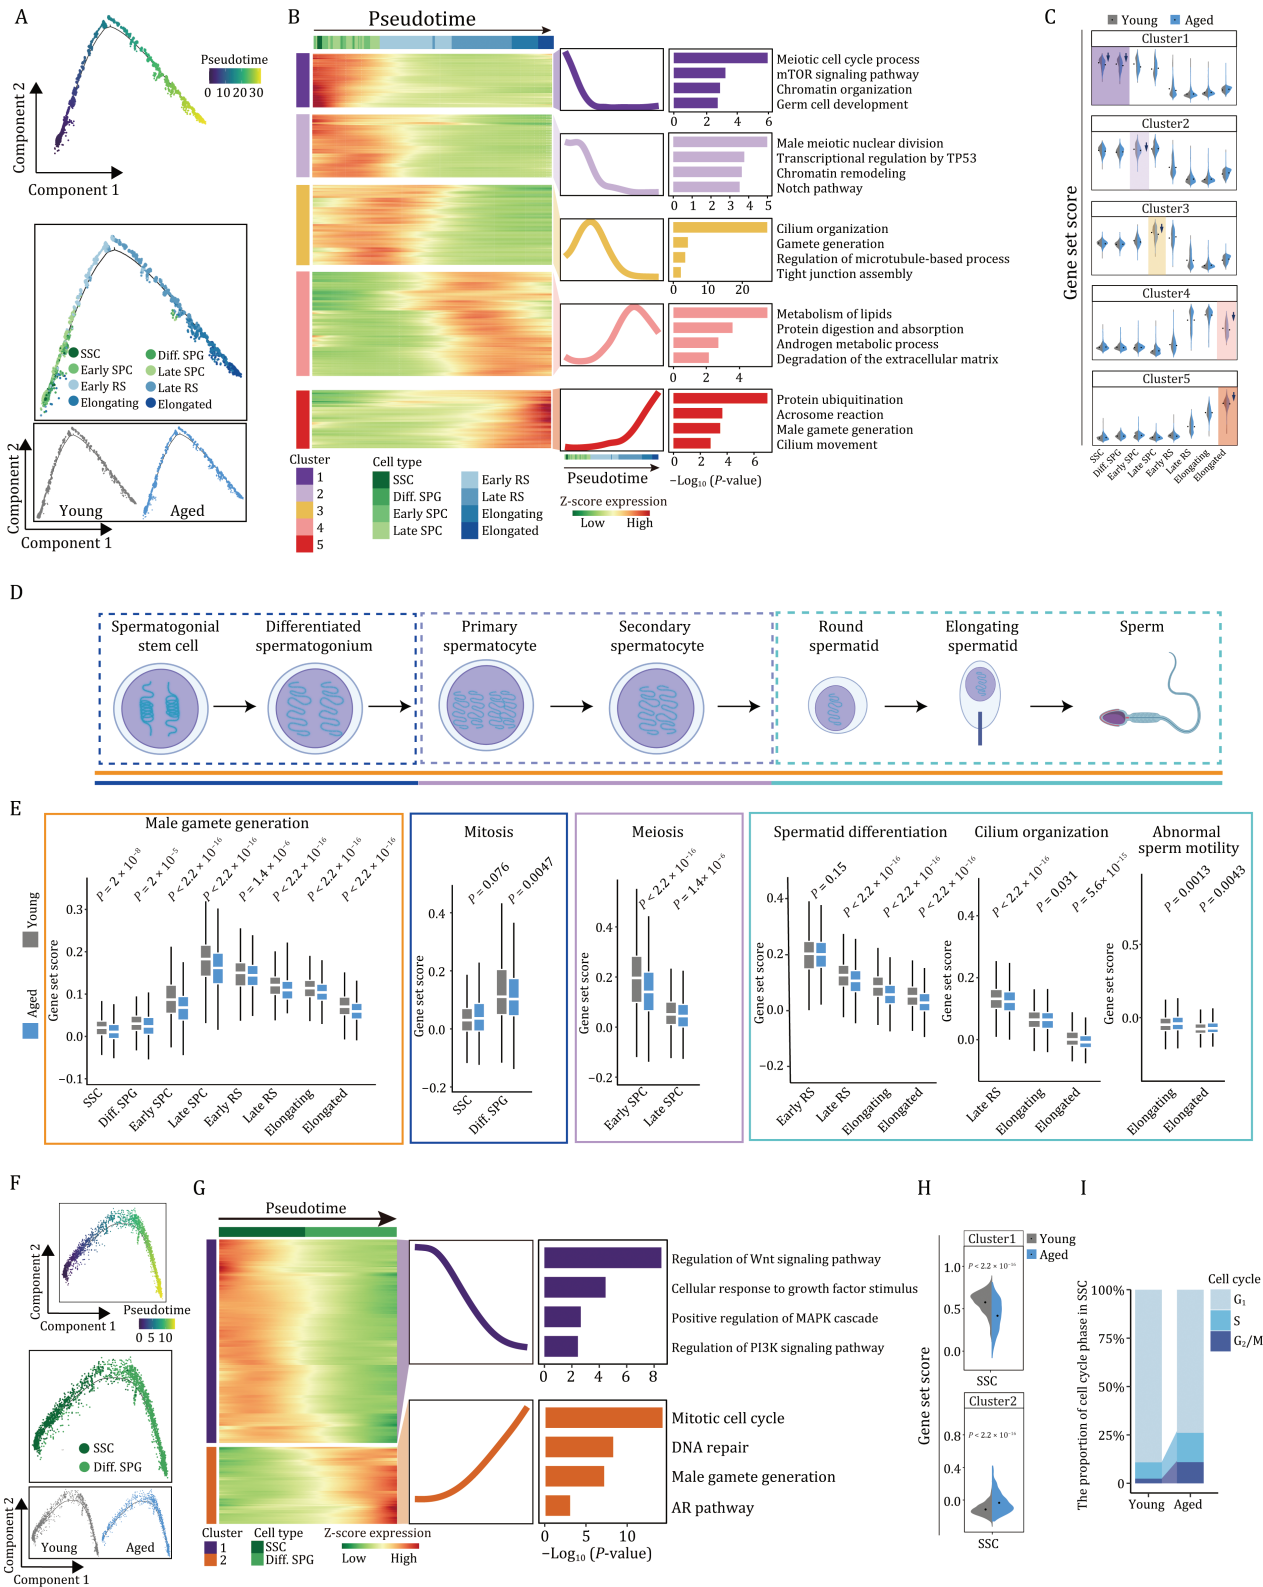 A
Pseudotime
0 10 20 30
Component 2
Component 1
SSC
Early SPC
Early RS
Elongating
Diff. SPG
Late SPC
Late RS
Elongated
Component 2
Young
Aged
Component 1
B
Pseudotime
Meiotic cell cycle process
mTOR signaling pathway
Chromatin organization
Germ cell development
0 2 4 6
Male meiotic nuclear division
Transcriptional regulation by TP53
Chromatin remodeling
Notch pathway
0 1 2 3 4 5
Cilium organization
Gamete generation
Regulation of microtubule-based process
Tight junction assembly
0 10 20
Metabolism of lipids
Protein digestion and absorption
Androgen metabolic process
Degradation of the extracellular matrix
0 2 4
Protein ubiquitination
Acrosome reaction
Male gamete generation
Cilium movement
0 2 4 6
−Log₁₀ (P-value)
Pseudotime
Cluster
1
2
3
4
5
Cell type
SSC
Diff. SPG
Early SPC
Late SPC
Early RS
Late RS
Elongating
Elongated
Z-score expression
Low High
C
Young Aged
Gene set score
Cluster1
Cluster2
Cluster3
Cluster4
Cluster5
SSC
Diff. SPG
Early SPC
Late SPC
Early RS
Late RS
Elongating
Elongated
D
Spermatogonial
stem cell
Differentiated
spermatogonium
Primary
spermatocyte
Secondary
spermatocyte
Round
spermatid
Elongating
spermatid
Sperm
E
Young
Aged
Male gamete generation
P = 2 × 10⁻⁸
P = 2 × 10⁻⁵
P < 2.2 × 10⁻¹⁶
P < 2.2 × 10⁻¹⁶
P = 1.4 × 10⁻⁶
P < 2.2 × 10⁻¹⁶
P < 2.2 × 10⁻¹⁶
P < 2.2 × 10⁻¹⁶
Gene set score
0.3
0.2
0.1
0.0
−0.1
SSC
Diff. SPG
Early SPC
Late SPC
Early RS
Late RS
Elongating
Elongated
Mitosis
P = 0.076
P = 0.0047
Gene set score
0.4
0.2
0.0
−0.2
SSC
Diff. SPG
Meiosis
P < 2.2 × 10⁻¹⁶
P = 1.4× 10⁻⁶
Gene set score
0.4
0.2
0.0
−0.2
Early SPC
Late SPC
Spermatid differentiation
P = 0.15
P < 2.2 × 10⁻¹⁶
P < 2.2 × 10⁻¹⁶
P < 2.2 × 10⁻¹⁶
Gene set score
0.4
0.2
0.0
−0.2
Early RS
Late RS
Elongating
Elongated
Cilium organization
P < 2.2 × 10⁻¹⁶
P = 0.031
P = 5.6× 10⁻¹⁵
Gene set score
0.4
0.2
0.0
Late RS
Elongating
Elongated
Abnormal
sperm motility
P = 0.0013
P = 0.0043
Gene set score
0.5
0.0
Elongating
Elongated
F
Component 2
Component 1
Pseudotime
0 5 10
SSC
Diff. SPG
Component 2
Young
Aged
Component 1
G
Pseudotime
Regulation of Wnt signaling pathway
Cellular response to growth factor stimulus
Positive regulation of MAPK cascade
Regulation of PI3K signaling pathway
0 2 4 6 8
Mitotic cell cycle
DNA repair
Male gamete generation
AR pathway
0 5 10
−Log₁₀ (P-value)
Cluster
1
2
Cell type
SSC
Diff. SPG
Z-score expression
Low High
H
Young
Aged
Gene set score
Cluster1
P < 2.2 × 10⁻¹⁶
1.0
0.5
0.0
SSC
Cluster2
P < 2.2 × 10⁻¹⁶
0.8
0.4
0.0
SSC
I
Cell cycle
G₁
S
G₂/M
The proportion of cell cycle phase in SSC
100%
75%
50%
25%
0
Young Aged